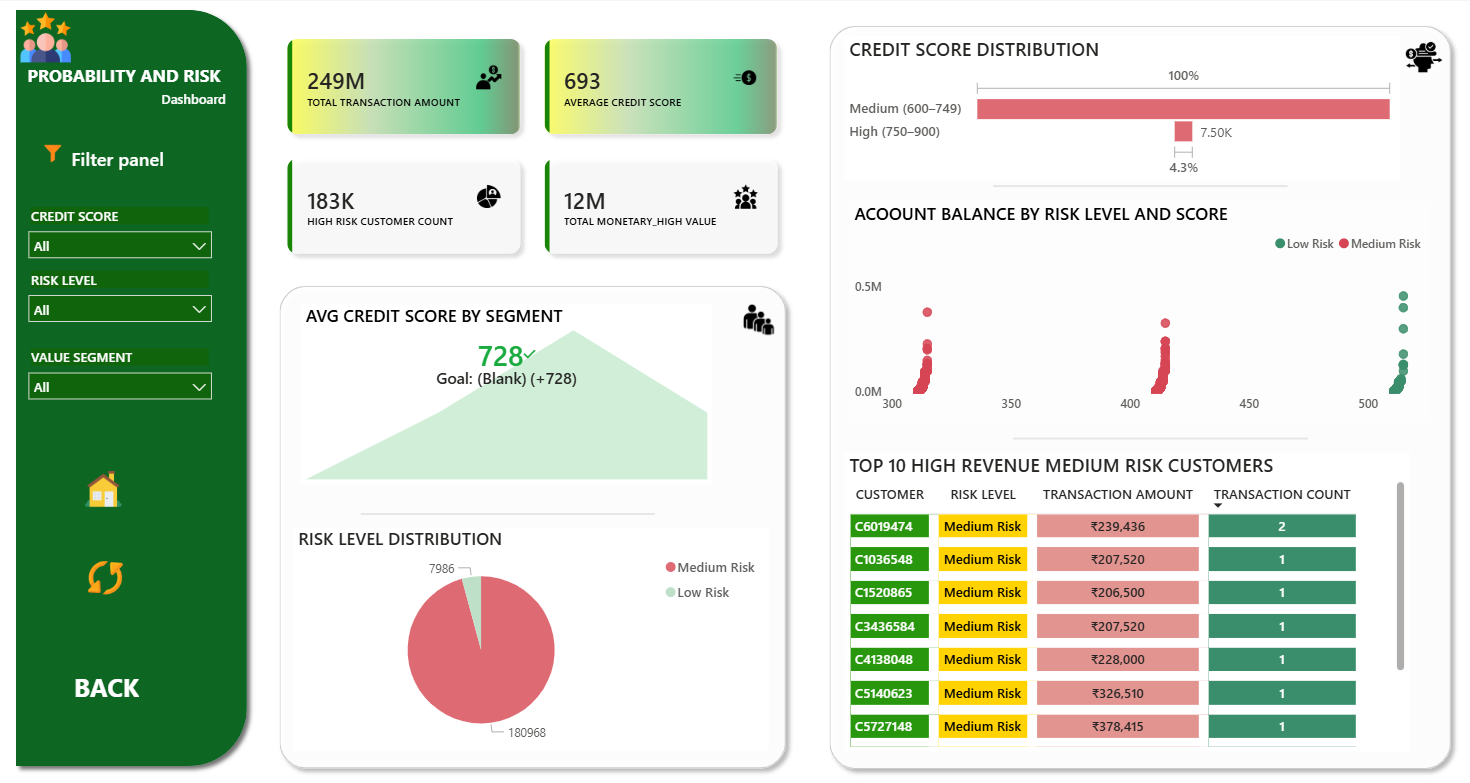 PROBABILITY AND RISK
Dashboard
Filter panel
CREDIT SCORE
All
RISK LEVEL
All
VALUE SEGMENT
All
BACK
249M
TOTAL TRANSACTION AMOUNT
693
AVERAGE CREDIT SCORE
183K
HIGH RISK CUSTOMER COUNT
12M
TOTAL MONETARY_HIGH VALUE
AVG CREDIT SCORE BY SEGMENT
728
Goal: (Blank) (+728)
RISK LEVEL DISTRIBUTION
Medium Risk
Low Risk
7986
180968
CREDIT SCORE DISTRIBUTION
100%
Medium (600–749)
High (750–900)
7.50K
4.3%
ACOOUNT BALANCE BY RISK LEVEL AND SCORE
Low Risk Medium Risk
0.5M
0.0M
300 350 400 450 500
TOP 10 HIGH REVENUE MEDIUM RISK CUSTOMERS
CUSTOMER RISK LEVEL TRANSACTION AMOUNT TRANSACTION COUNT
C6019474 Medium Risk ₹239,436 2
C1036548 Medium Risk ₹207,520 1
C1520865 Medium Risk ₹206,500 1
C3436584 Medium Risk ₹207,520 1
C4138048 Medium Risk ₹228,000 1
C5140623 Medium Risk ₹326,510 1
C5727148 Medium Risk ₹378,415 1